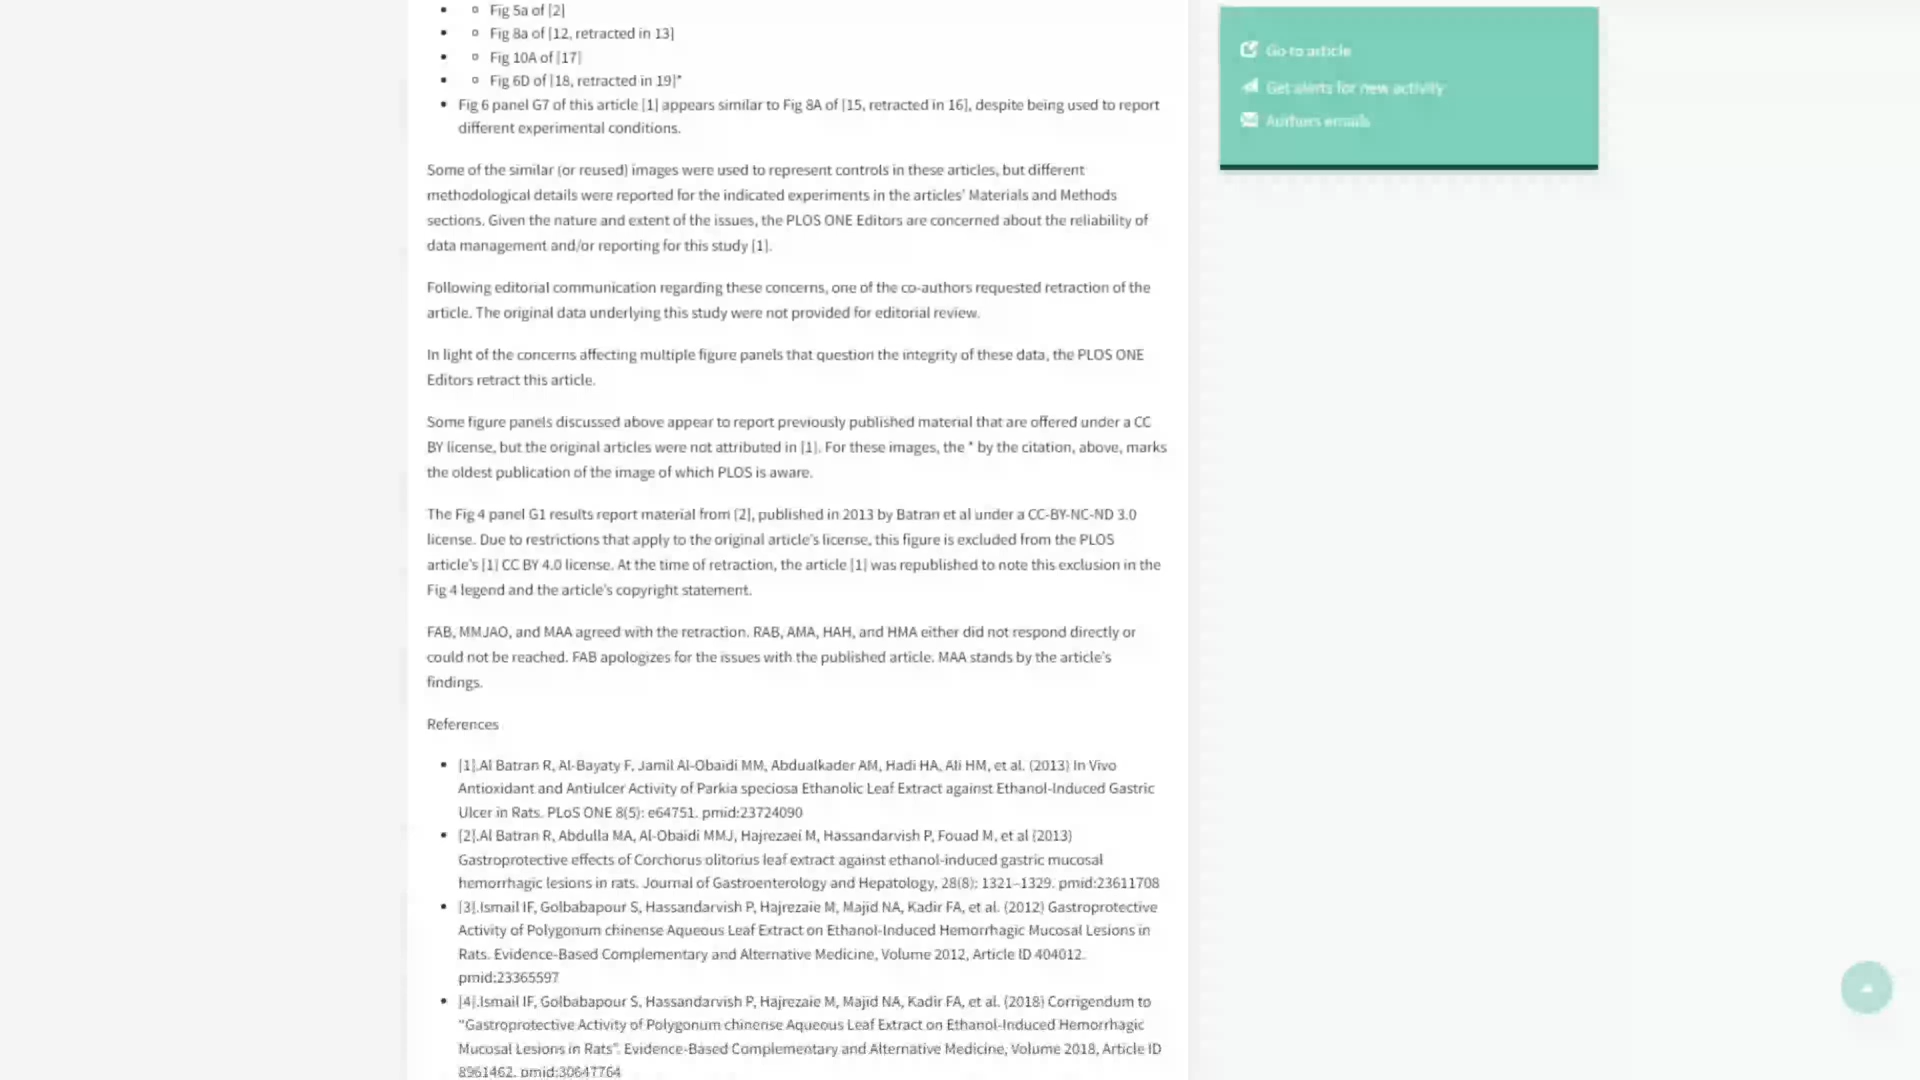 Fig 5a of [2]
Fig 8a of [12, retracted in 13]
Fig 10A of [17]
Fig 6D of [18, retracted in 19]*
Fig 6 panel G7 of this article [1] appears similar to Fig 8A of [15, retracted in 16], despite being used to report
different experimental conditions.
Some of the similar (or reused) images were used to represent controls in these articles, but different
methodological details were reported for the indicated experiments in the articles' Materials and Methods
sections. Given the nature and extent of the issues, the PLOS ONE Editors are concerned about the reliability of
data management and/or reporting for this study [1].
Following editorial communication regarding these concerns, one of the co-authors requested retraction of the
article. The original data underlying this study were not provided for editorial review.
In light of the concerns affecting multiple figure panels that question the integrity of these data, the PLOS ONE
Editors retract this article.
Some figure panels discussed above appear to report previously published material that are offered under a CC
BY license, but the original articles were not attributed in [1]. For these images, the * by the citation, above, marks
the oldest publication of the image of which PLOS is aware.
The Fig 4 panel G1 results report material from [2], published in 2013 by Batran et al under a CC-BY-NC-ND 3.0
license. Due to restrictions that apply to the original article's license, this figure is excluded from the PLOS
article's [1] CC BY 4.0 license. At the time of retraction, the article [1] was republished to note this exclusion in the
Fig 4 legend and the article's copyright statement.
FAB, MMJAO, and MAA agreed with the retraction. RAB, AMA, HAH, and HMA either did not respond directly or
could not be reached. FAB apologizes for the issues with the published article. MAA stands by the article's
findings.
References
[1].Al Batran R, Al-Bayaty F, Jamil Al-Obaidi MM, Abdualkader AM, Hadi HA, Ali HM, et al. (2013) In Vivo
Antioxidant and Antiulcer Activity of Parkia speciosa Ethanolic Leaf Extract against Ethanol-Induced Gastric
Ulcer in Rats. PLoS ONE 8(5): e64751. pmid:23724090
[2].Al Batran R, Abdulla MA, Al-Obaidi MMJ, Hajrezaei M, Hassandarvish P, Fouad M, et al (2013)
Gastroprotective effects of Corchorus olitorius leaf extract against ethanol-induced gastric mucosal
hemorrhagic lesions in rats. Journal of Gastroenterology and Hepatology, 28(8): 1321–1329. pmid:23611708
[3].Ismail IF, Golbabapour S, Hassandarvish P, Hajrezaie M, Majid NA, Kadir FA, et al. (2012) Gastroprotective
Activity of Polygonum chinense Aqueous Leaf Extract on Ethanol-Induced Hemorrhagic Mucosal Lesions in
Rats. Evidence-Based Complementary and Alternative Medicine, Volume 2012, Article ID 404012.
pmid:23365597
[4].Ismail IF, Golbabapour S, Hassandarvish P, Hajrezaie M, Majid NA, Kadir FA, et al. (2018) Corrigendum to
"Gastroprotective Activity of Polygonum chinense Aqueous Leaf Extract on Ethanol-Induced Hemorrhagic
Mucosal Lesions in Rats". Evidence-Based Complementary and Alternative Medicine, Volume 2018, Article ID
8961462. pmid:30647764
Go to article
Get alerts for new activity
Authors emails